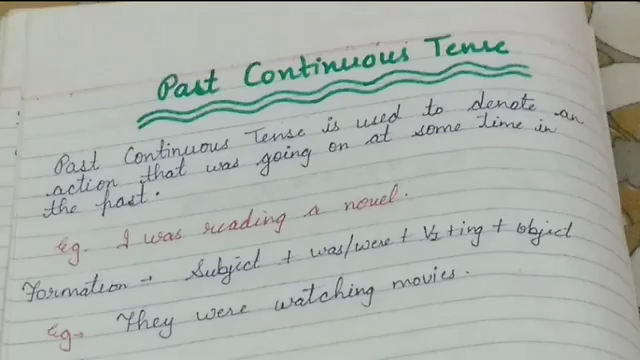 Past Continuous Tense
Past Continuous Tense is used to denote an
action that was going on at some time in
the past.
Eg. I was reading a novel.
Formation → Subject + was/were + V1 + ing + object
Eg→ They were watching movies.